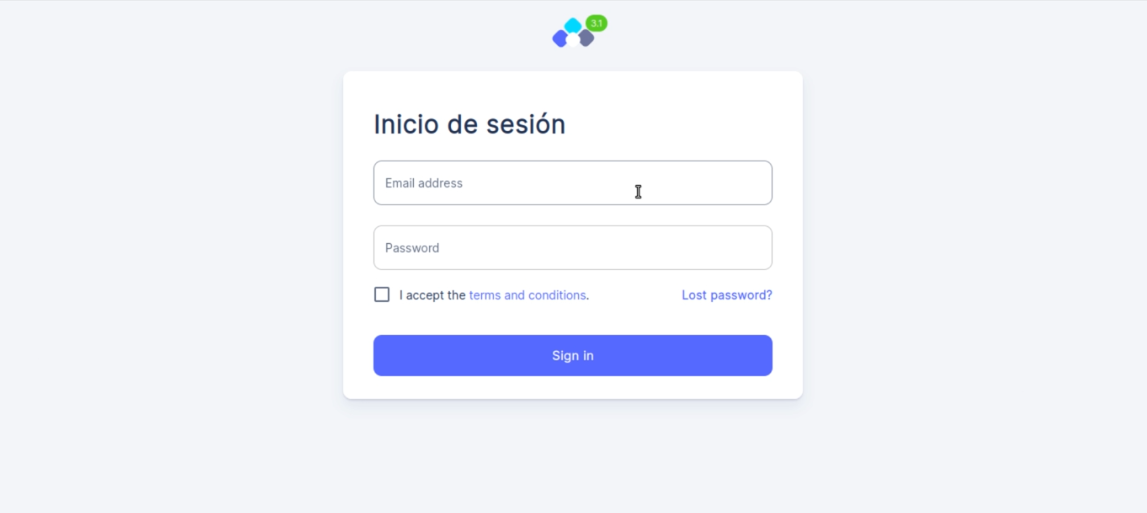 3.1
Inicio de sesión
Email address
Password
I accept the terms and conditions. Lost password?
Sign in